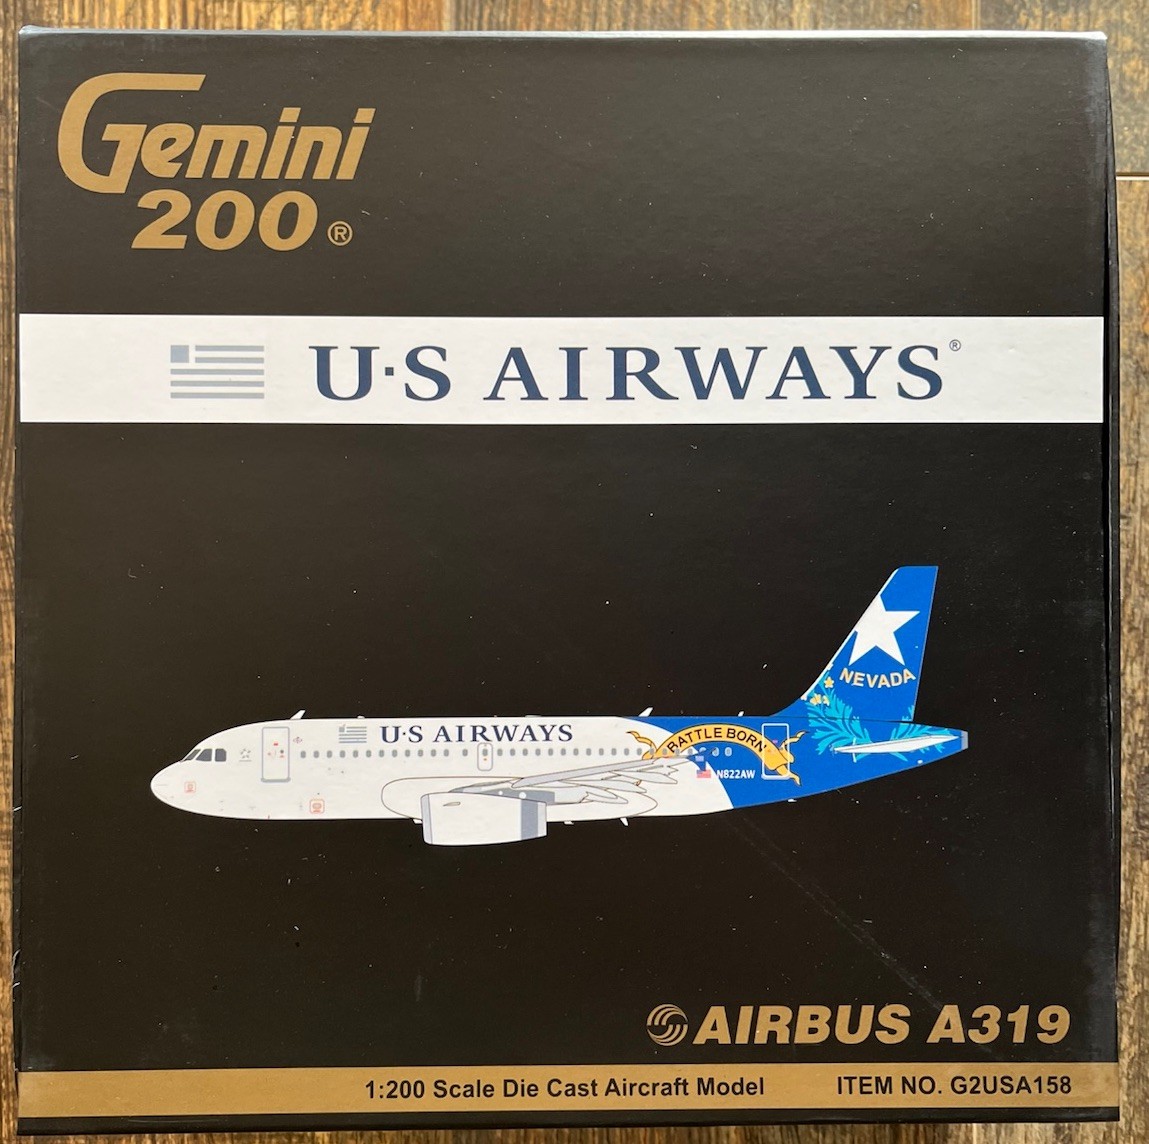 Gemini
200®
U·S AIRWAYS®
NEVADA
U·S AIRWAYS
BATTLE BORN
N822AW
AIRBUS A319
1:200 Scale Die Cast Aircraft Model
ITEM NO. G2USA158